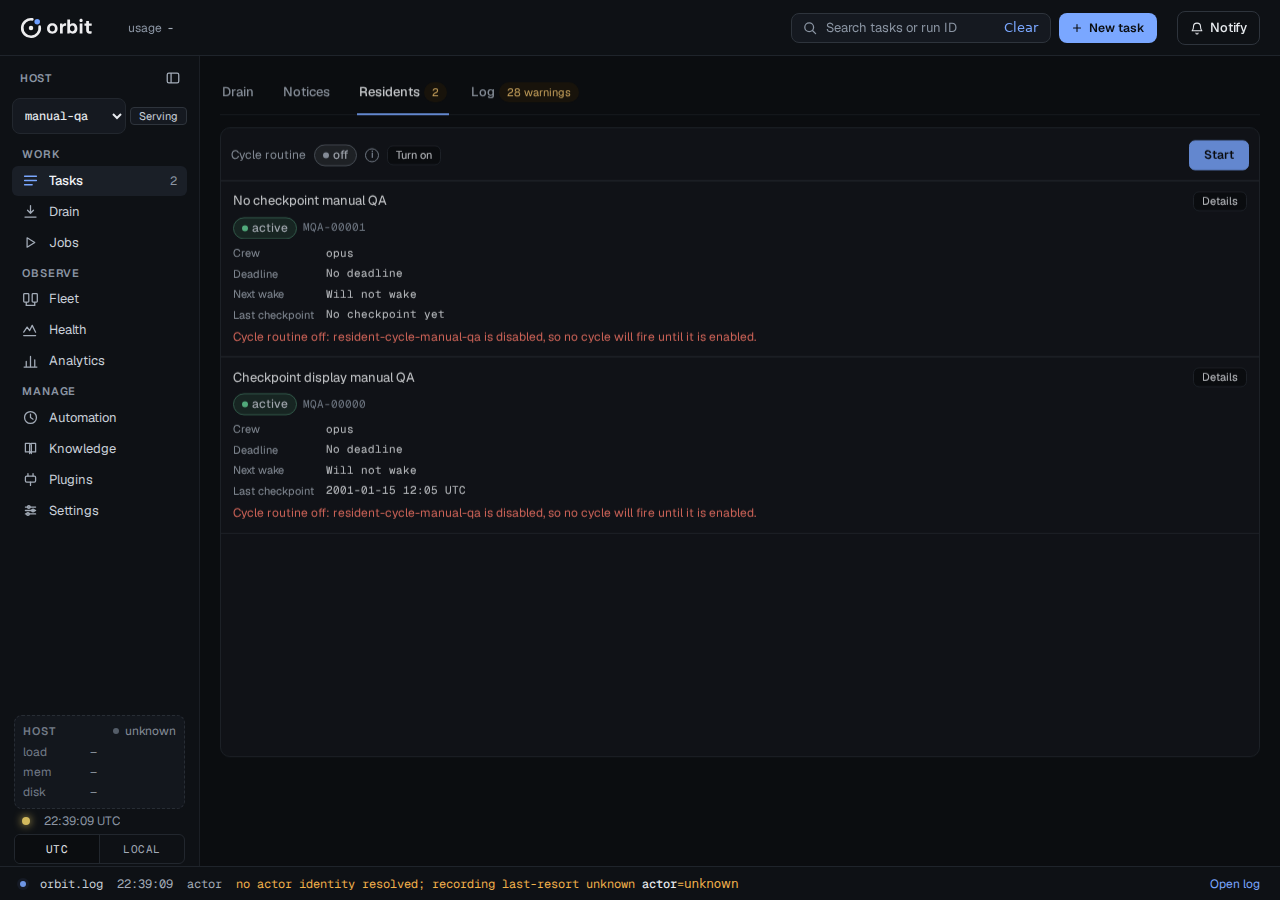 orbit
usage -
Search tasks or run ID
Clear
+ New task
Notify
HOST
manual-qa
Serving
WORK
Tasks 2
Drain
Jobs
OBSERVE
Fleet
Health
Analytics
MANAGE
Automation
Knowledge
Plugins
Settings
HOST unknown
load –
mem –
disk –
22:39:09 UTC
UTC LOCAL
Drain Notices Residents 2 Log 28 warnings
Cycle routine off Turn on Start
No checkpoint manual QA Details
active MQA-00001
Crew opus
Deadline No deadline
Next wake Will not wake
Last checkpoint No checkpoint yet
Cycle routine off: resident-cycle-manual-qa is disabled, so no cycle will fire until it is enabled.
Checkpoint display manual QA Details
active MQA-00000
Crew opus
Deadline No deadline
Next wake Will not wake
Last checkpoint 2001-01-15 12:05 UTC
Cycle routine off: resident-cycle-manual-qa is disabled, so no cycle will fire until it is enabled.
orbit.log 22:39:09 actor no actor identity resolved; recording last-resort unknown actor=unknown Open log